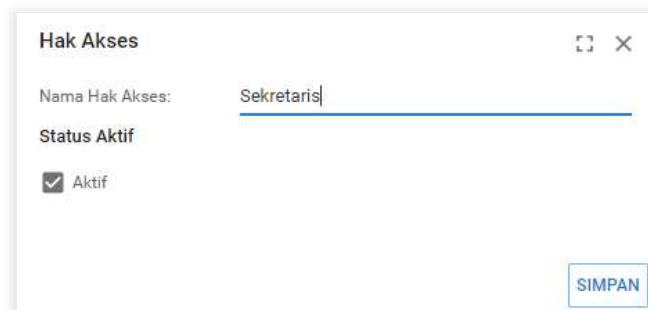 Hak Akses
Nama Hak Akses: Sekretaris
Status Aktif
Aktif
SIMPAN